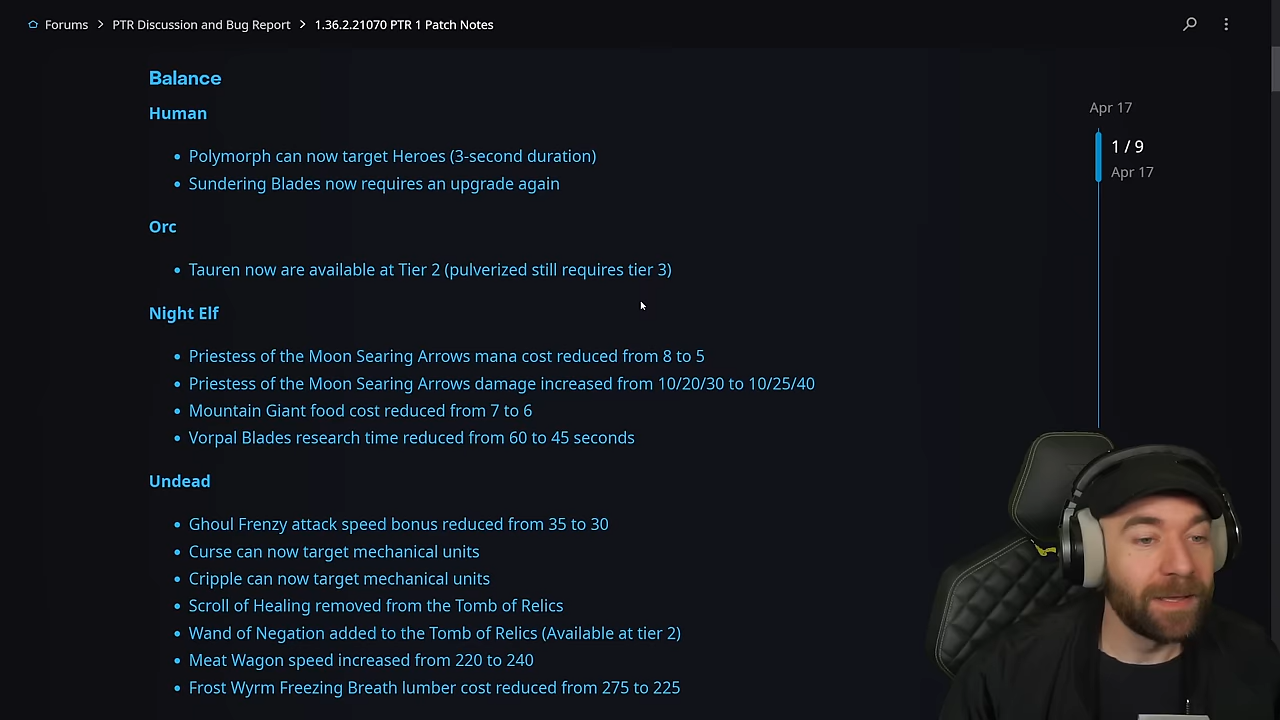 Forums > PTR Discussion and Bug Report > 1.36.2.21070 PTR 1 Patch Notes
Balance
Human
• Polymorph can now target Heroes (3-second duration)
• Sundering Blades now requires an upgrade again
Orc
• Tauren now are available at Tier 2 (pulverized still requires tier 3)
Night Elf
• Priestess of the Moon Searing Arrows mana cost reduced from 8 to 5
• Priestess of the Moon Searing Arrows damage increased from 10/20/30 to 10/25/40
• Mountain Giant food cost reduced from 7 to 6
• Vorpal Blades research time reduced from 60 to 45 seconds
Undead
• Ghoul Frenzy attack speed bonus reduced from 35 to 30
• Curse can now target mechanical units
• Cripple can now target mechanical units
• Scroll of Healing removed from the Tomb of Relics
• Wand of Negation added to the Tomb of Relics (Available at tier 2)
• Meat Wagon speed increased from 220 to 240
• Frost Wyrm Freezing Breath lumber cost reduced from 275 to 225
Apr 17
1 / 9
Apr 17